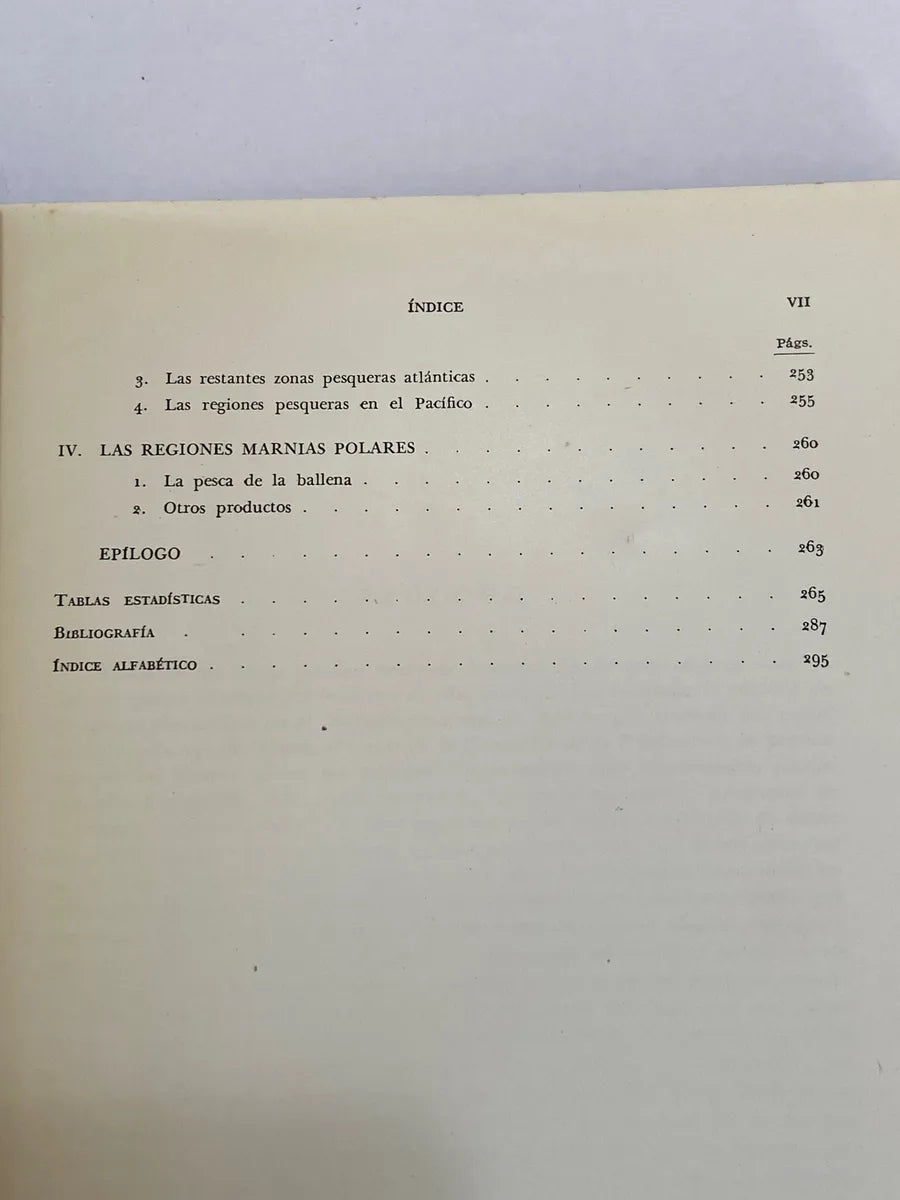 ÍNDICE VII
Págs.
3. Las restantes zonas pesqueras atlánticas . . . . . . . . . . 253
4. Las regiones pesqueras en el Pacífico . . . . . . . . . . 255
IV. LAS REGIONES MARNIAS POLARES . . . . . . . . . . . . 260
1. La pesca de la ballena . . . . . . . . . . . . . . 260
2. Otros productos . . . . . . . . . . . . . . . . 261
EPÍLOGO . . . . . . . . . . . . . . . . . . 263
TABLAS ESTADÍSTICAS . . . . . . . . . . . . . . . . . . 265
BIBLIOGRAFÍA . . . . . . . . . . . . . . . . . . . 287
ÍNDICE ALFABÉTICO . . . . . . . . . . . . . . . . . . . 295